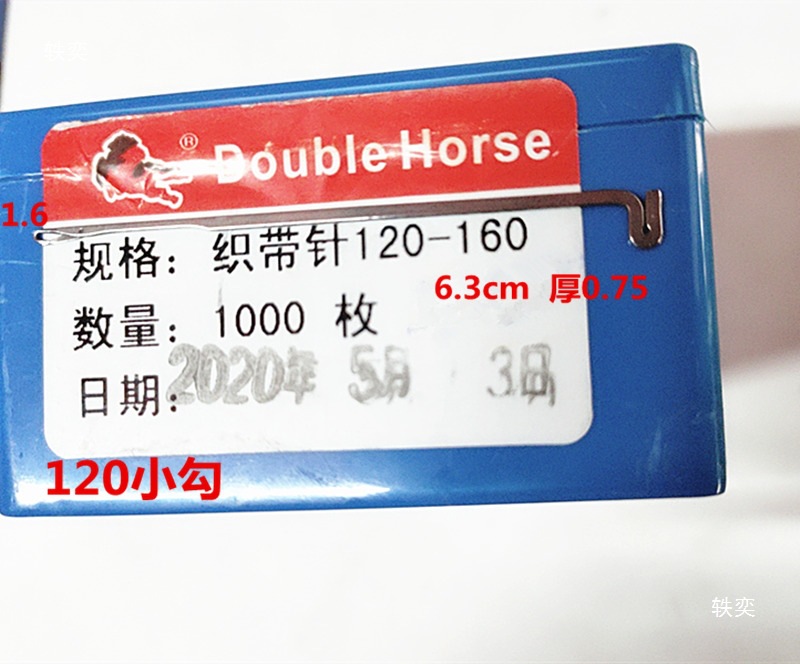 轶奕
® Double Horse
1.6
规格: 织带针120-160
6.3cm 厚0.75
数量: 1000 枚
日期: 2020年 5月 3日
120小勾
轶奕